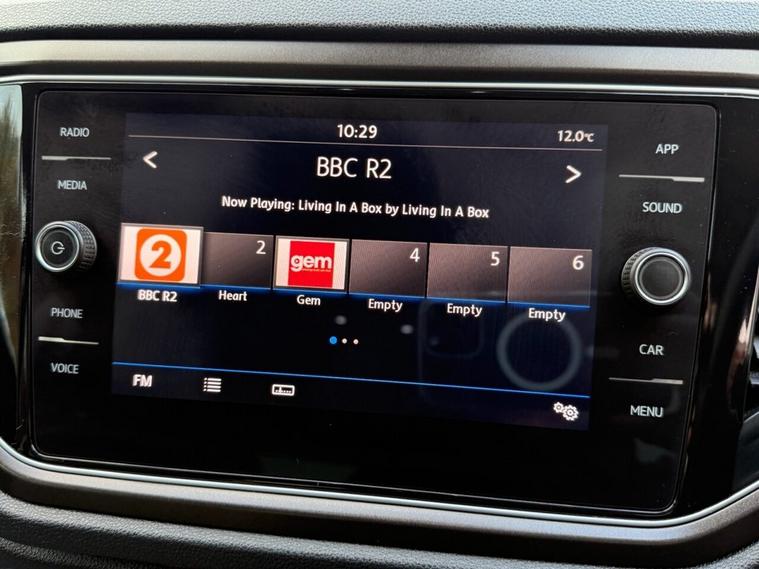 RADIO
MEDIA
PHONE
VOICE
10:29
12.0°C
BBC R2
Now Playing: Living In A Box by Living In A Box
2
2
gem
4
5
6
BBC R2
Heart
Gem
Empty
Empty
Empty
FM
APP
SOUND
CAR
MENU